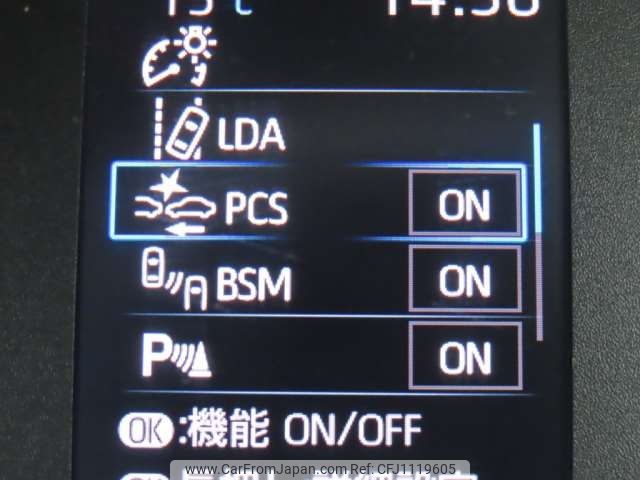 LDA
PCS ON
BSM ON
P ON
OK :機能 ON/OFF
www.CarFromJapan.com Ref:CFJ1119605